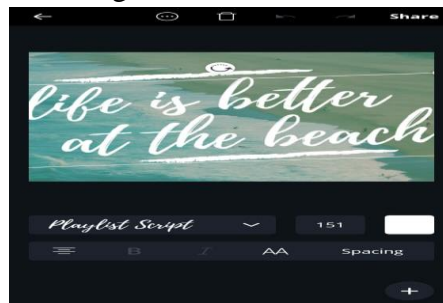 Share
life is better
at the beach
Playlist Script 151
B I AA Spacing